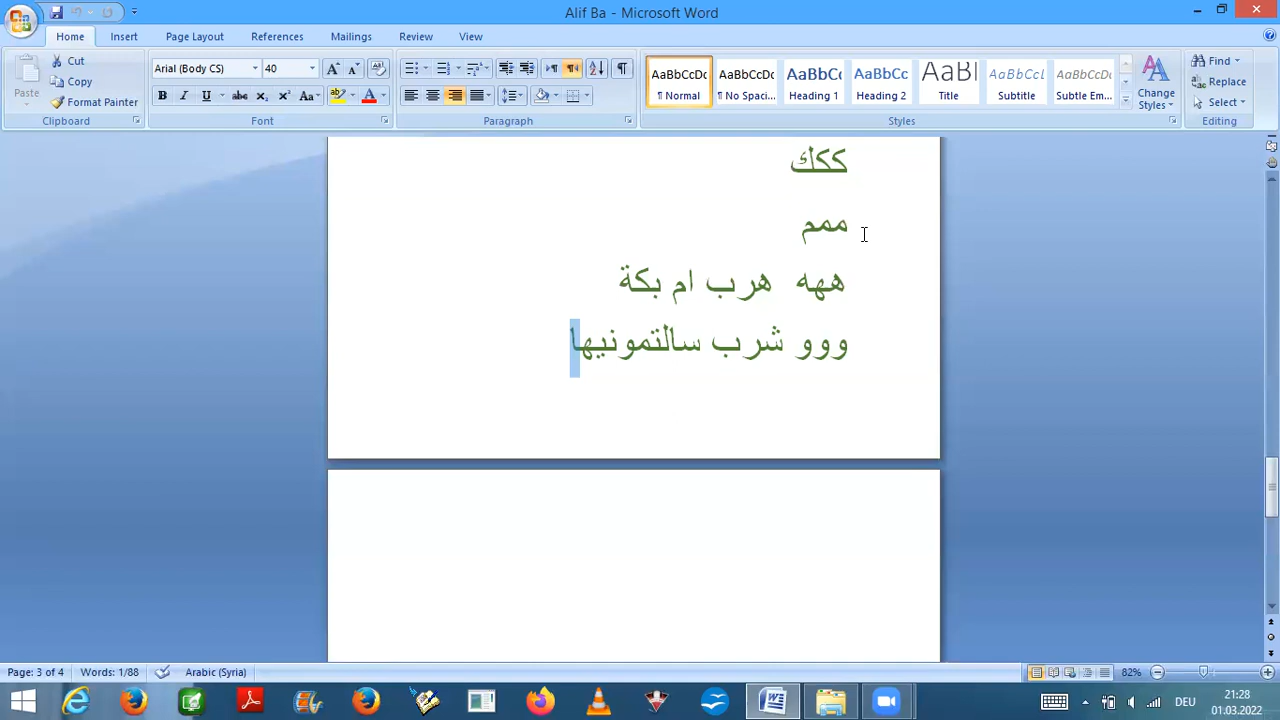 Alif Ba - Microsoft Word
Home Insert Page Layout References Mailings Review View
Paste
Cut
Copy
Format Painter
Clipboard
Arial (Body CS) 40
Font
Paragraph
AaBbCcDc AaBbCcDc AaBbC AaBbCc AaBb AaBbCcL AaBbCcDc
¶ Normal ¶ No Spaci... Heading 1 Heading 2 Title Subtitle Subtle Em...
Change Styles
Styles
Find
Replace
Select
Editing
ككك
ممم
ههه هرب ام بكة
ووو شرب سالتمونيها
Page: 3 of 4 Words: 1/88 Arabic (Syria) 82%
DEU 21:28
01.03.2022